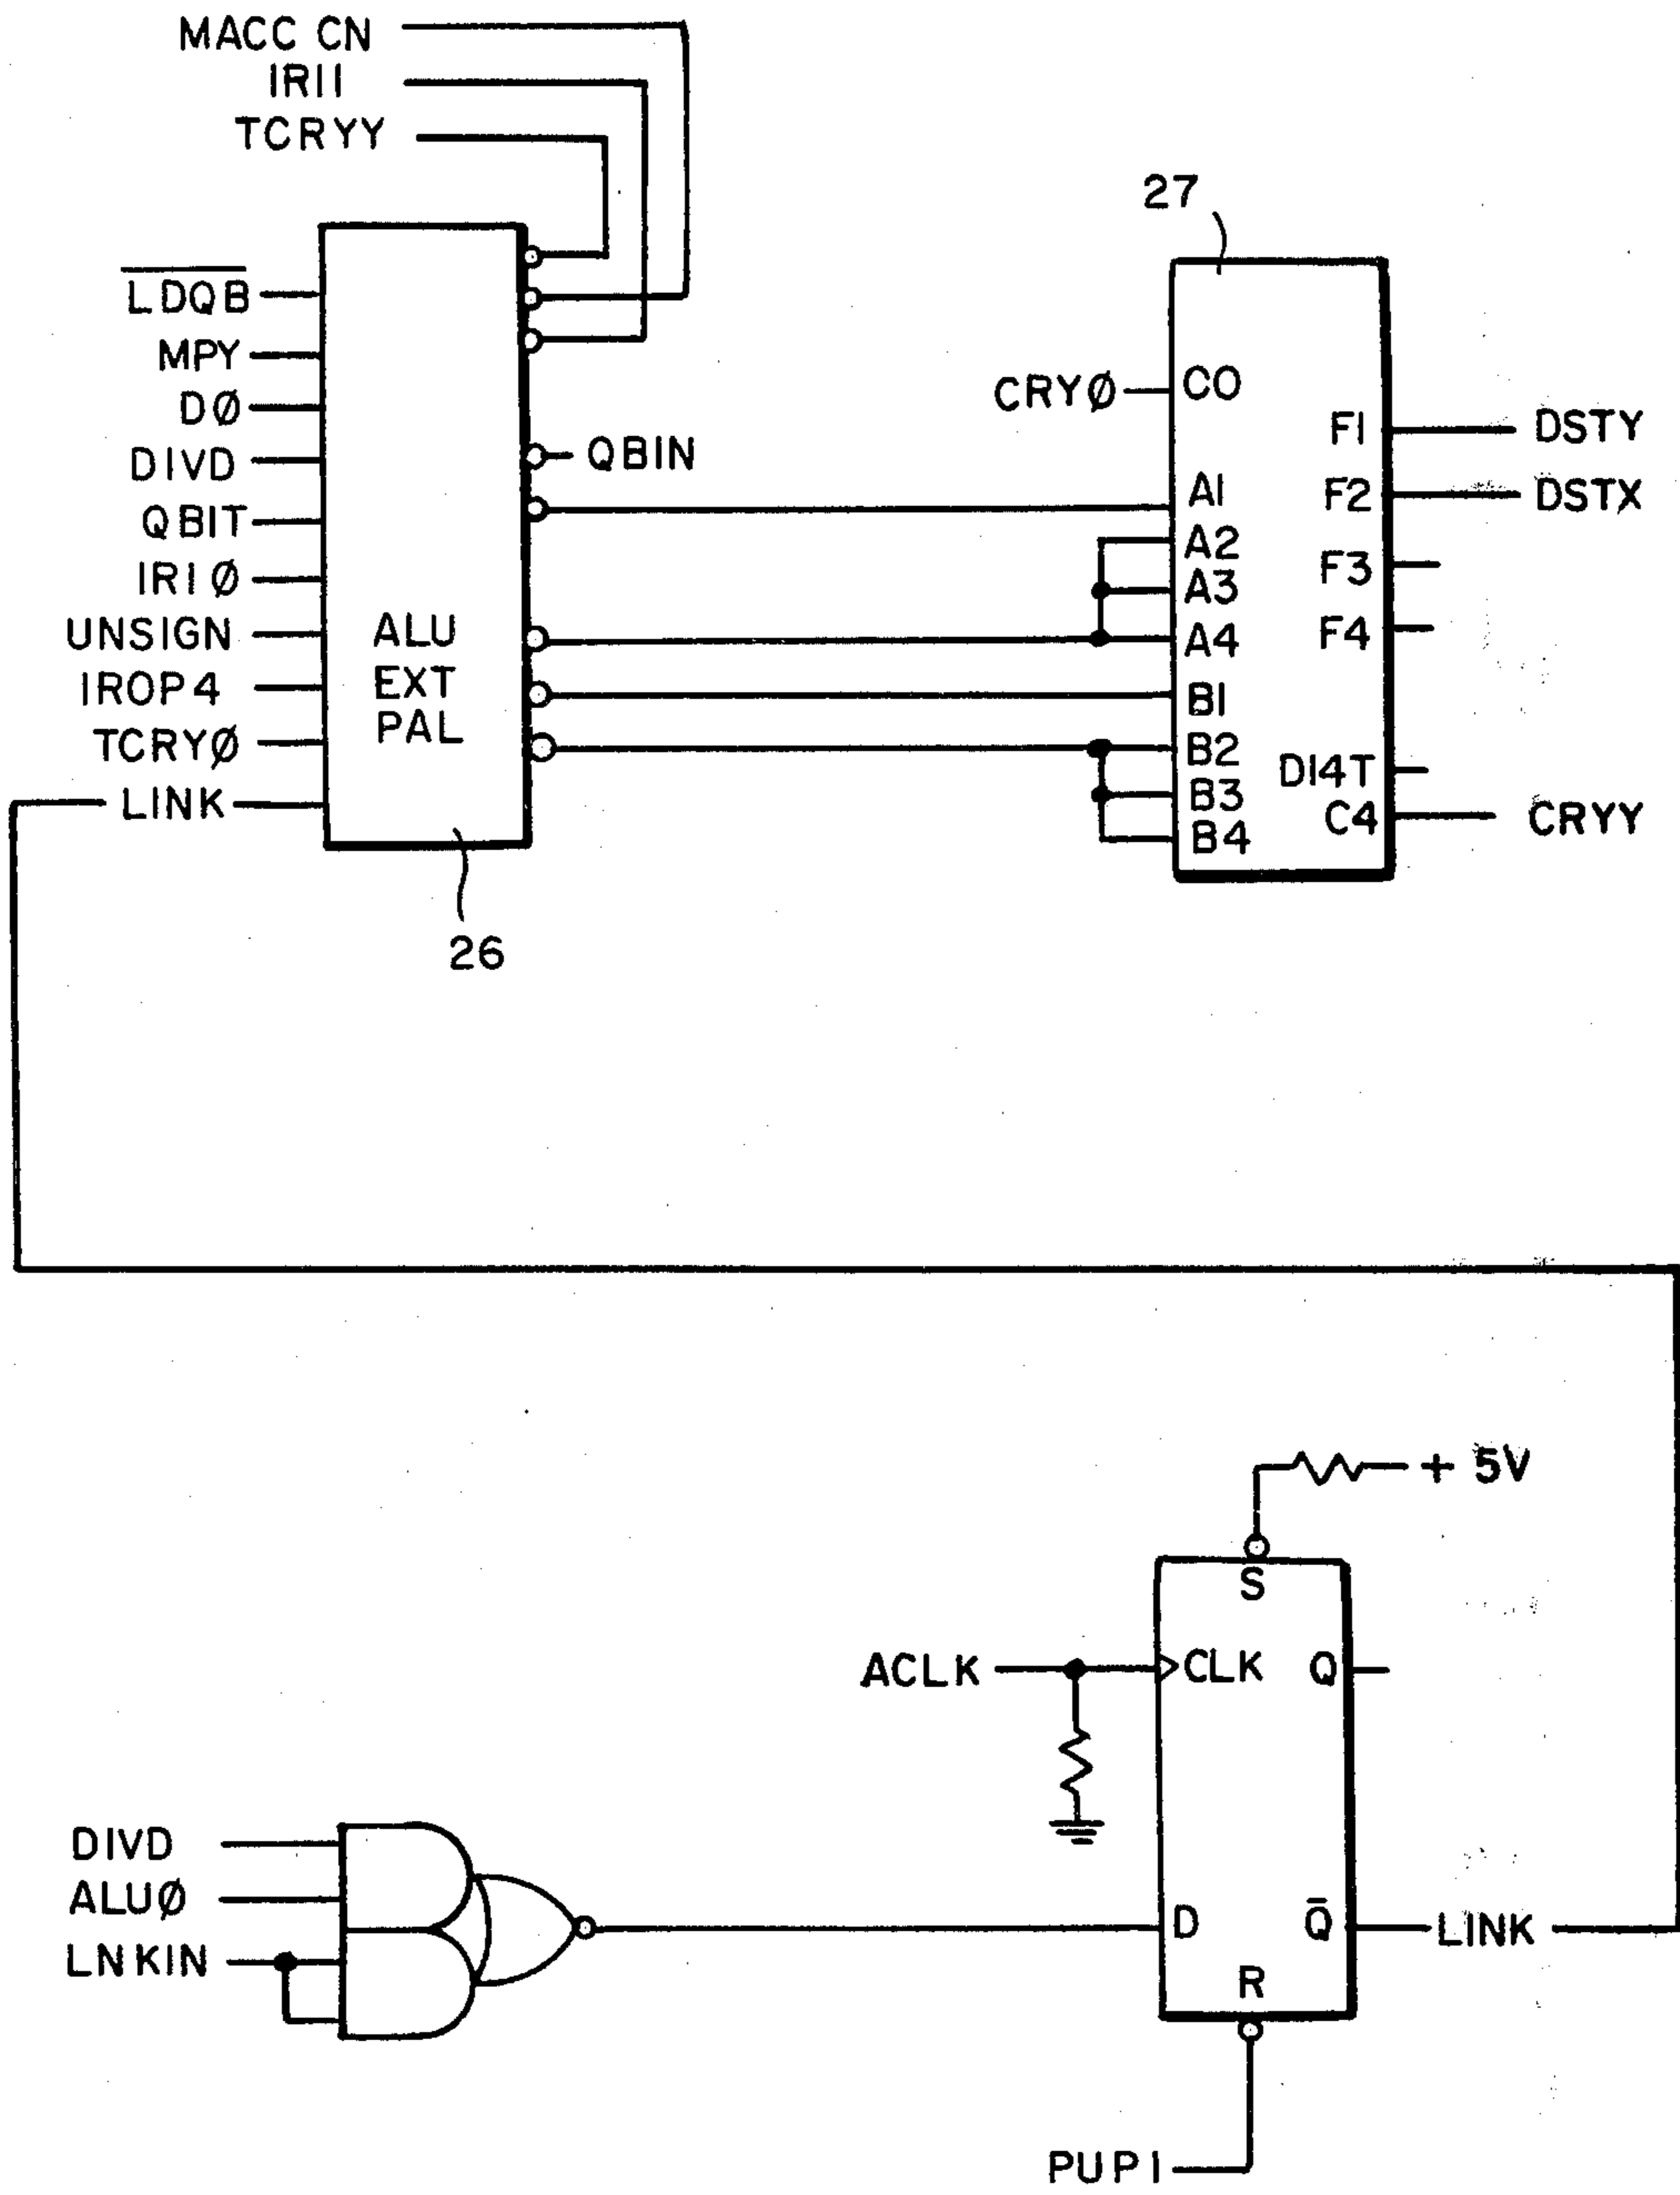 MACC CN
IR11
TCRYY
27
L̅D̅Q̅B̅
MPY
DØ
DIVD
QBIT
IR1Ø
UNSIGN
IROP4
TCRYØ
LINK
ALU
EXT
PAL
QBIN
26
CRYØ
CO
A1
A2
A3
A4
B1
B2
B3
B4
F1
F2
F3
F4
D14T
C4
DSTY
DSTX
CRYY
+ 5V
S
ACLK
CLK
Q
DIVD
ALUØ
LNKIN
D
Q̅
LINK
R
PUP1